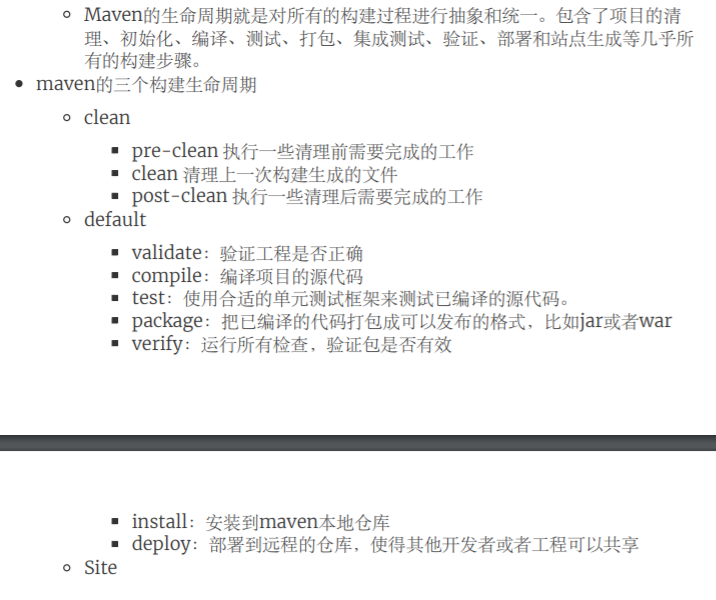 Maven的生命周期就是对所有的构建过程进行抽象和统一。包含了项目的清
理、初始化、编译、测试、打包、集成测试、验证、部署和站点生成等几乎所
有的构建步骤。
maven的三个构建生命周期
clean
pre-clean 执行一些清理前需要完成的工作
clean 清理上一次构建生成的文件
post-clean 执行一些清理后需要完成的工作
default
validate：验证工程是否正确
compile：编译项目的源代码
test：使用合适的单元测试框架来测试已编译的源代码。
package：把已编译的代码打包成可以发布的格式，比如jar或者war
verify：运行所有检查，验证包是否有效
install：安装到maven本地仓库
deploy：部署到远程的仓库，使得其他开发者或者工程可以共享
Site